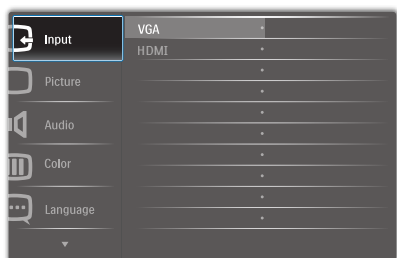 Input
VGA
HDMI
Picture
Audio
Color
Language